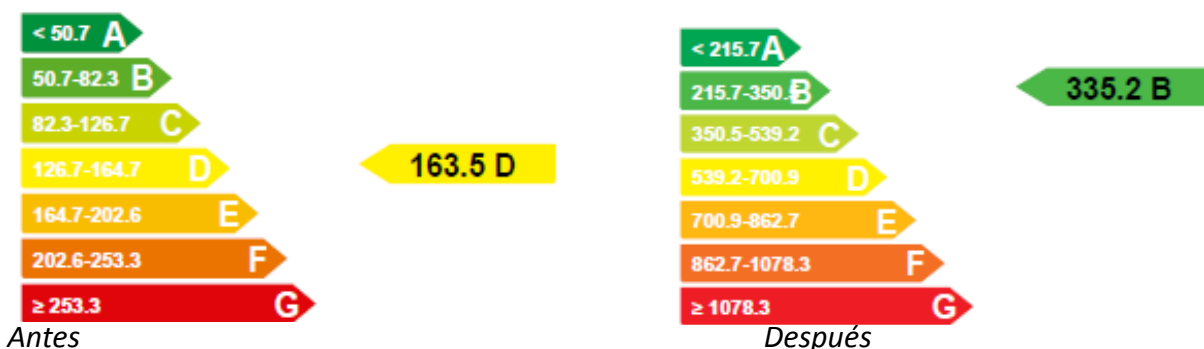 < 50.7 A
50.7-82.3 B
82.3-126.7 C
126.7-164.7 D
163.5 D
164.7-202.6 E
202.6-253.3 F
≥ 253.3 G
Antes
< 215.7 A
215.7-350.5 B
335.2 B
350.5-539.2 C
539.2-700.9 D
700.9-862.7 E
862.7-1078.3 F
≥ 1078.3 G
Después